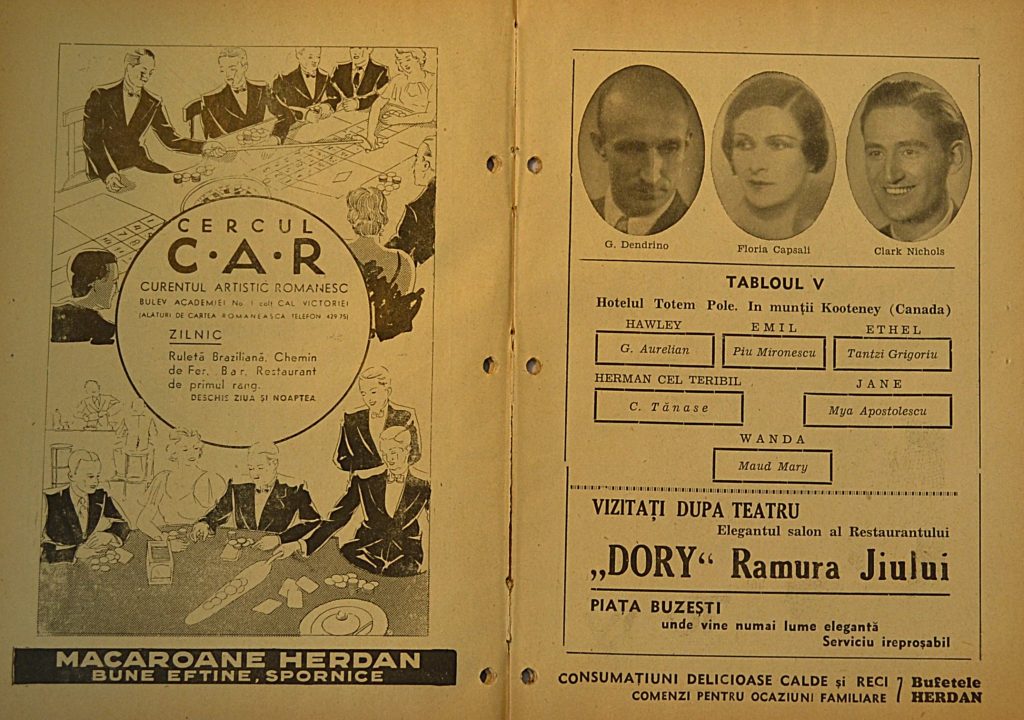 CERCUL
C·A·R
CURENTUL ARTISTIC ROMANESC
BULEV ACADEMIEI No. 1 colț CAL VICTORIEI
(ALĂTURI DE CARTEA ROMANEASCA TELEFON 429 75)
ZILNIC
Ruletă Braziliană, Chemin
de Fer, Bar, Restaurant
de primul rang.
DESCHIS ZIUA ȘI NOAPTEA
MACAROANE HERDAN
BUNE EFTINE, SPORNICE
G. Dendrino
Floria Capsali
Clark Nichols
TABLOUL V
Hotelul Totem Pole. In munții Kooteney (Canada)
HAWLEY EMIL ETHEL
G. Aurelian Piu Mironescu Tantzi Grigoriu
HERMAN CEL TERIBIL JANE
C. Tănase Mya Apostolescu
WANDA
Maud Mary
VIZITAȚI DUPA TEATRU
Elegantul salon al Restaurantului
„DORY“ Ramura Jiului
PIAȚA BUZEȘTI
unde vine numai lume elegantă
Serviciu ireproșabil
CONSUMAȚIUNI DELICIOASE CALDE și RECI
COMENZI PENTRU OCAZIUNI FAMILIARE
7 Bufetele
HERDAN